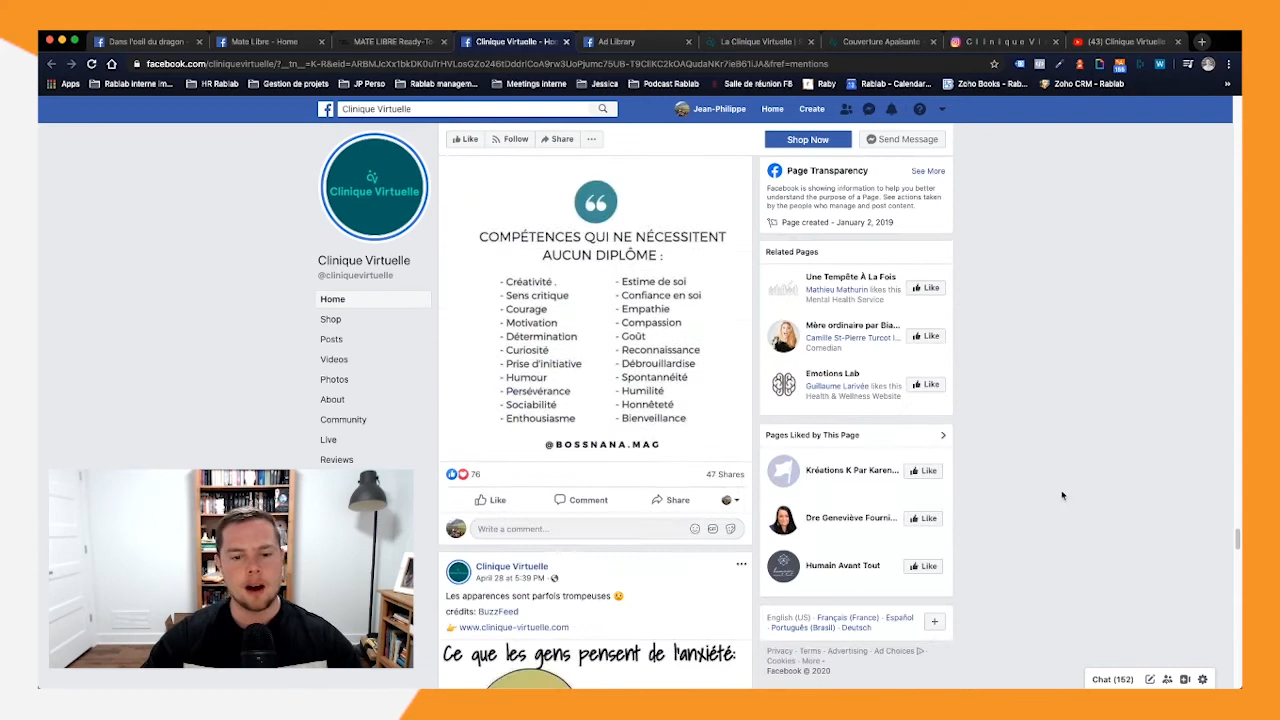 Dans l'oeil du dragon -
Mate Libre - Home
MATE LIBRE Ready-To-
Clinique Virtuelle - Ho
Ad Library
La Clinique Virtuelle |
Couverture Apaisante
Clinique Vi
(43) Clinique Virtuelle
Apps
Rablab interne
HR Rablab
Gestion de projets
JP Perso
Rablab managem...
Meetings interne
Jessica
Podcast Rablab
Salle de réunion F8
Raby
Rablab - Calendar...
Zoho Books - Rab...
Zoho CRM - Rablab
Clinique Virtuelle
Jean-Philippe
Home
Create
Like
Follow
Share
Shop Now
Send Message
Clinique Virtuelle
Clinique Virtuelle
@cliniquevirtuelle
Home
Shop
Posts
Videos
Photos
About
Community
Live
Reviews
COMPÉTENCES QUI NE NÉCESSITENT
AUCUN DIPLÔME :
- Créativité .
- Sens critique
- Courage
- Motivation
- Détermination
- Curiosité
- Prise d'initiative
- Humour
- Persévérance
- Sociabilité
- Enthousiasme
- Estime de soi
- Confiance en soi
- Empathie
- Compassion
- Goût
- Reconnaissance
- Débrouillardise
- Spontanéité
- Humilité
- Honnêteté
- Bienveillance
@BOSSNANA.MAG
76
47 Shares
Like
Comment
Share
Write a comment...
Clinique Virtuelle
April 28 at 5:39 PM ·
Les apparences sont parfois trompeuses
crédits: BuzzFeed
www.clinique-virtuelle.com
Ce que les gens pensent de l'anxiété:
Page Transparency
See More
Facebook is showing information to help you better
understand the purpose of a Page. See actions taken
by the people who manage and post content.
Page created - January 2, 2019
Related Pages
Une Tempête À La Fois
Mathieu Mathurin likes this
Mental Health Service
Like
Mère ordinaire par Bia...
Camille St-Pierre Turcot l...
Comedian
Like
Emotions Lab
Guillaume Larivée likes this
Health & Wellness Website
Like
Pages Liked by This Page
Kréations K Par Karen...
Like
Dre Geneviève Fourni...
Like
Humain Avant Tout
Like
English (US) · Français (France) · Español
· Português (Brasil) · Deutsch
Privacy · Terms · Advertising · Ad Choices
Cookies · More
Facebook © 2020
Chat (152)